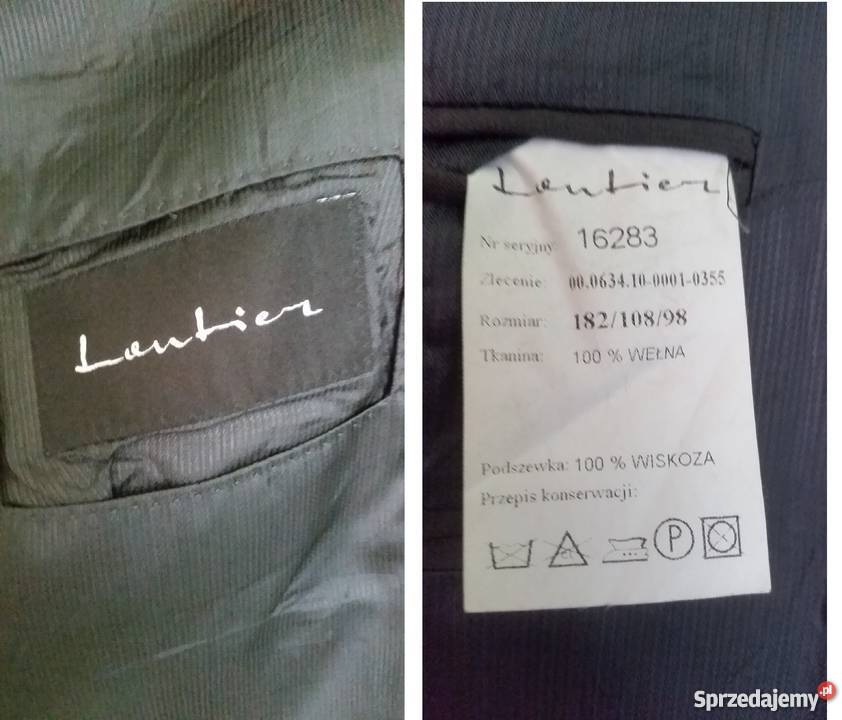 Lantier
Lantier
Nr seryjny: 16283
Zlecenie: 00.0634.10-0001-0355
Rozmiar: 182/108/98
Tkanina: 100 % WEŁNA
Podszewka: 100 % WISKOZA
Przepis konserwacji:
cl
P
Sprzedajemy.pl